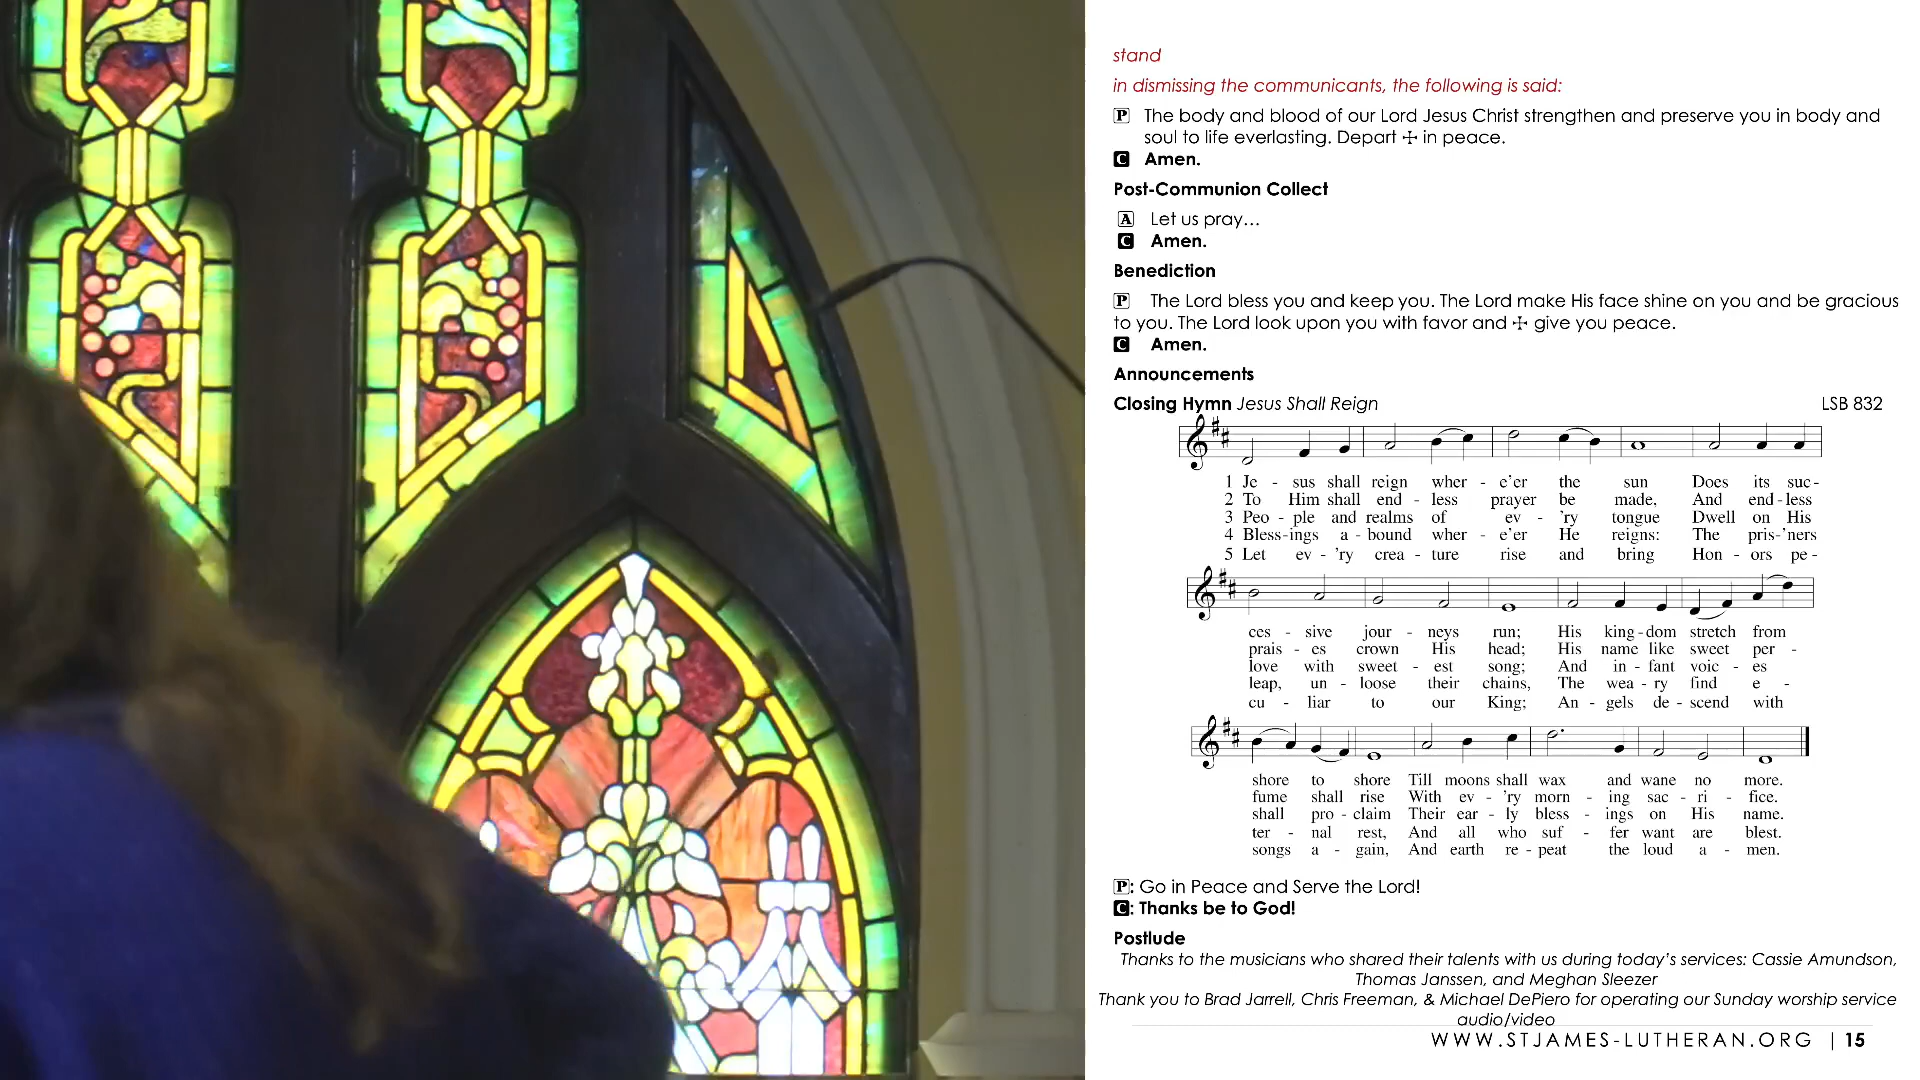 stand
in dismissing the communicants, the following is said:
P The body and blood of our Lord Jesus Christ strengthen and preserve you in body and
soul to life everlasting. Depart ☩ in peace.
C Amen.
Post-Communion Collect
A Let us pray…
C Amen.
Benediction
P The Lord bless you and keep you. The Lord make His face shine on you and be gracious
to you. The Lord look upon you with favor and ☩ give you peace.
C Amen.
Announcements
Closing Hymn Jesus Shall Reign LSB 832
1 Je - sus shall reign wher - e'er the sun Does its suc-
2 To Him shall end - less prayer be made, And end - less
3 Peo - ple and realms of ev - 'ry tongue Dwell on His
4 Bless-ings a - bound wher - e'er He reigns: The pris-'ners
5 Let ev - 'ry crea - ture rise and bring Hon - ors pe -
ces - sive jour - neys run; His king - dom stretch from
prais - es crown His head; His name like sweet per -
love with sweet - est song; And in - fant voic - es
leap, un - loose their chains, The wea - ry find e -
cu - liar to our King; An - gels de - scend with
shore to shore Till moons shall wax and wane no more.
fume shall rise With ev - 'ry morn - ing sac - ri - fice.
shall pro - claim Their ear - ly bless - ings on His name.
ter - nal rest, And all who suf - fer want are blest.
songs a - gain, And earth re - peat the loud a - men.
P: Go in Peace and Serve the Lord!
C: Thanks be to God!
Postlude
Thanks to the musicians who shared their talents with us during today's services: Cassie Amundson,
Thomas Janssen, and Meghan Sleezer
Thank you to Brad Jarrell, Chris Freeman, & Michael DePiero for operating our Sunday worship service
audio/video
WWW.STJAMES-LUTHERAN.ORG | 15